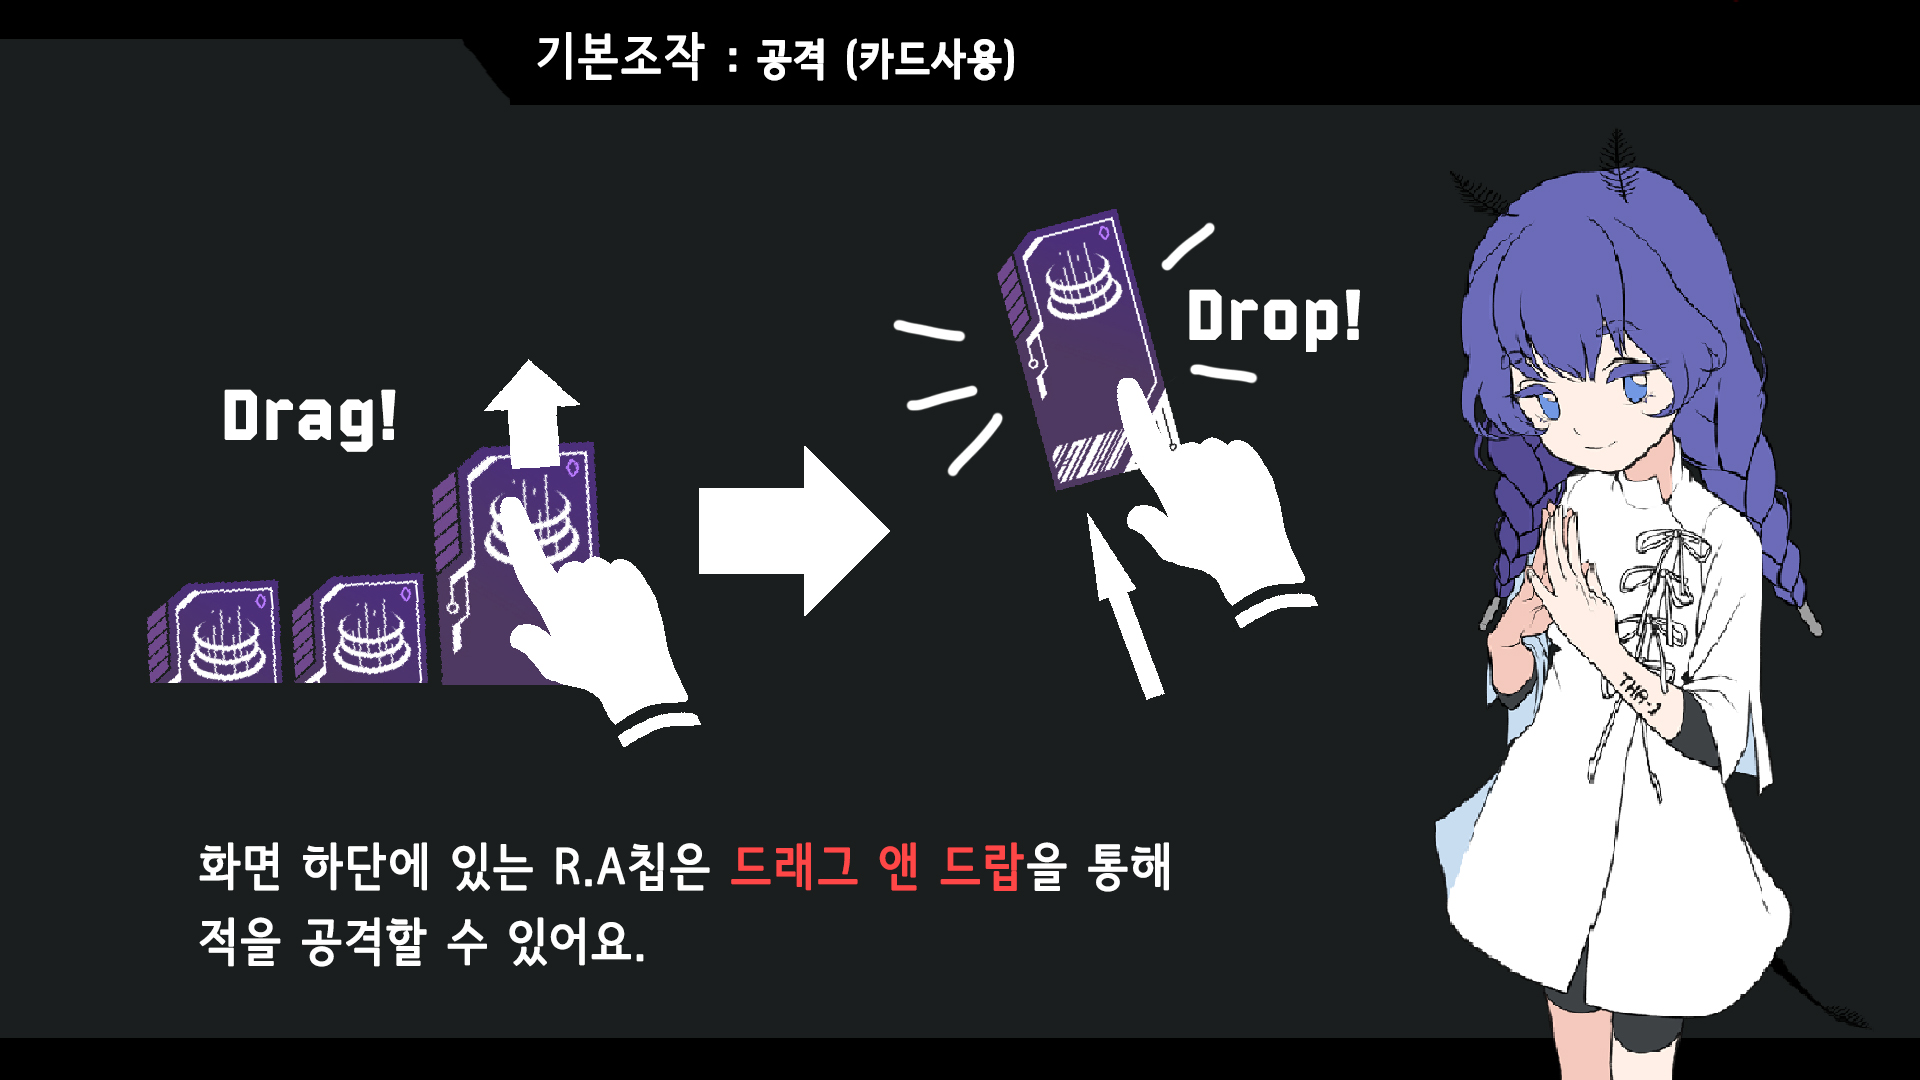 기본조작 : 공격 (카드사용)
Drag!
Drop!
화면 하단에 있는 R.A칩은 드래그 앤 드랍을 통해
적을 공격할 수 있어요.